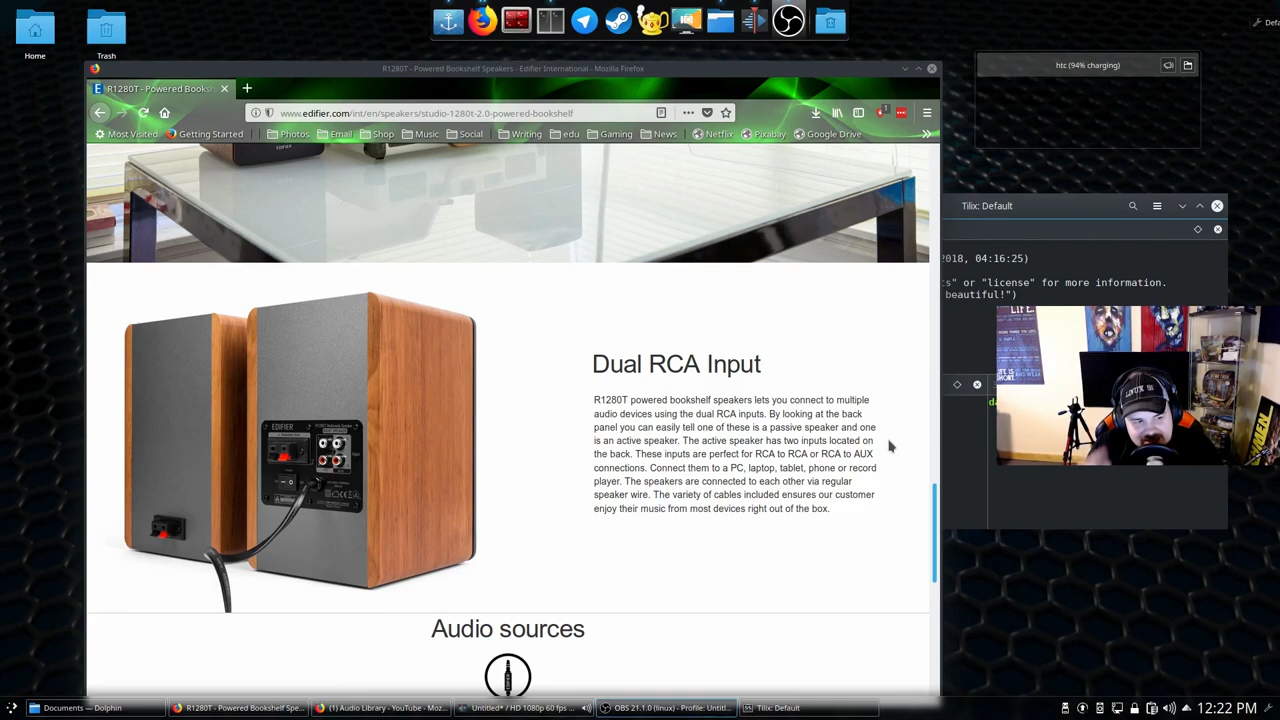 Home
Trash
Defa
R1280T - Powered Bookshelf Speakers - Edifier International - Mozilla Firefox
htc (94% charging)
E R1280T - Powered Booksh
www.edifier.com/int/en/speakers/studio-1280t-2.0-powered-bookshelf
Most Visited Getting Started Photos Email Shop Music Social Writing edu Gaming News Netflix Pixabay Google Drive
Tilix: Default
2018, 04:16:25)
ts" or "license" for more information.
beautiful!")
EDIFIER
LINUX
Dual RCA Input
R1280T powered bookshelf speakers lets you connect to multiple
audio devices using the dual RCA inputs. By looking at the back
panel you can easily tell one of these is a passive speaker and one
is an active speaker. The active speaker has two inputs located on
the back. These inputs are perfect for RCA to RCA or RCA to AUX
connections. Connect them to a PC, laptop, tablet, phone or record
player. The speakers are connected to each other via regular
speaker wire. The variety of cables included ensures our customer
enjoy their music from most devices right out of the box.
Audio sources
Documents — Dolphin
R1280T - Powered Bookshelf Spe...
(1) Audio Library - YouTube - Moz...
Untitled* / HD 1080p 60 fps ...
OBS 21.1.0 (linux) - Profile: Untitl...
Tilix: Default
12:22 PM